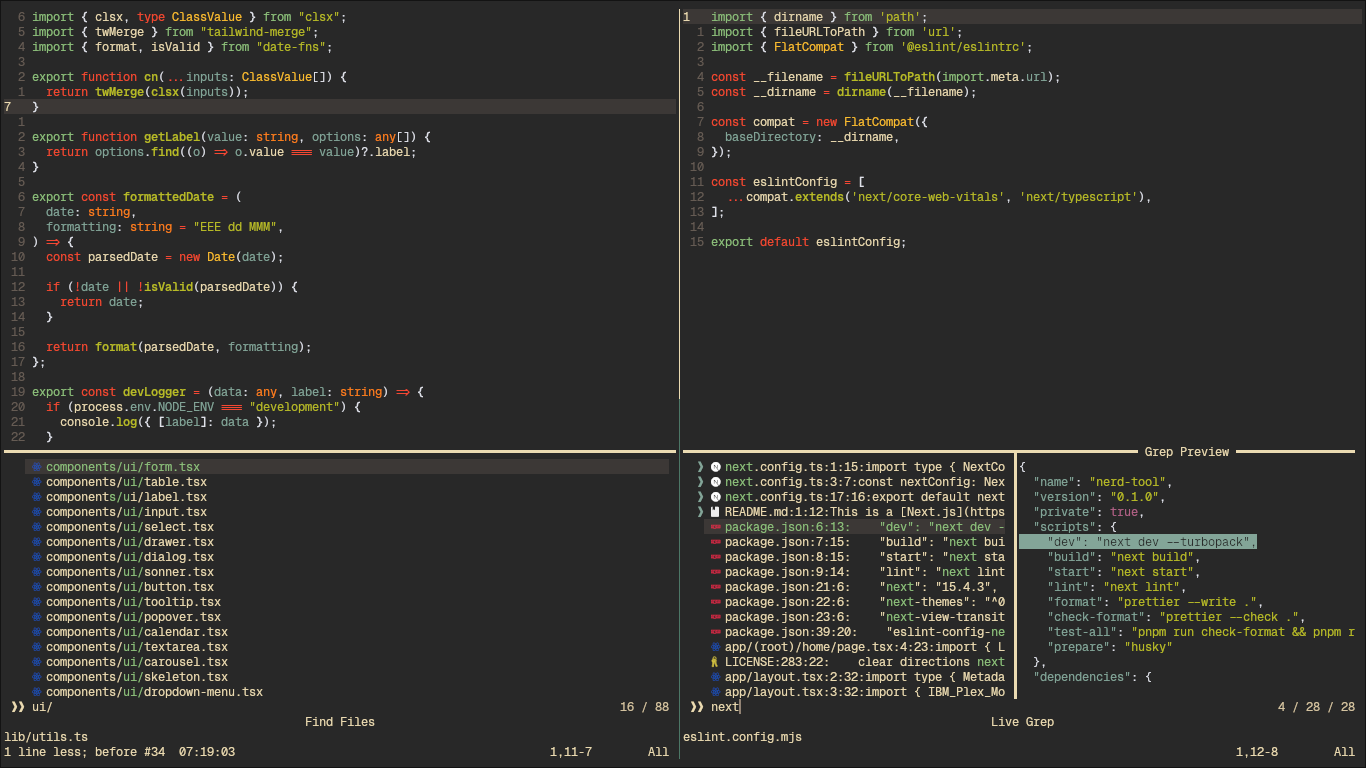 6 import { clsx, type ClassValue } from "clsx";
5 import { twMerge } from "tailwind-merge";
4 import { format, isValid } from "date-fns";
3
2 export function cn(...inputs: ClassValue[]) {
1   return twMerge(clsx(inputs));
7 }
1
2 export function getLabel(value: string, options: any[]) {
3   return options.find((o) => o.value === value)?.label;
4 }
5
6 export const formattedDate = (
7   date: string,
8   formatting: string = "EEE dd MMM",
9 ) => {
10   const parsedDate = new Date(date);
11
12   if (!date || !isValid(parsedDate)) {
13     return date;
14   }
15
16   return format(parsedDate, formatting);
17 };
18
19 export const devLogger = (data: any, label: string) => {
20   if (process.env.NODE_ENV === "development") {
21     console.log({ [label]: data });
22   }
components/ui/form.tsx
components/ui/table.tsx
components/ui/label.tsx
components/ui/input.tsx
components/ui/select.tsx
components/ui/drawer.tsx
components/ui/dialog.tsx
components/ui/sonner.tsx
components/ui/button.tsx
components/ui/tooltip.tsx
components/ui/popover.tsx
components/ui/calendar.tsx
components/ui/textarea.tsx
components/ui/carousel.tsx
components/ui/skeleton.tsx
components/ui/dropdown-menu.tsx
❯❯ ui/ 16 / 88
Find Files
lib/utils.ts
1 line less; before #34  07:19:03 1,11-7 All
1 import { dirname } from 'path';
1 import { fileURLToPath } from 'url';
2 import { FlatCompat } from '@eslint/eslintrc';
3
4 const __filename = fileURLToPath(import.meta.url);
5 const __dirname = dirname(__filename);
6
7 const compat = new FlatCompat({
8   baseDirectory: __dirname,
9 });
10
11 const eslintConfig = [
12   ...compat.extends('next/core-web-vitals', 'next/typescript'),
13 ];
14
15 export default eslintConfig;
❯ next.config.ts:1:15:import type { NextCo
❯ next.config.ts:3:7:const nextConfig: Nex
❯ next.config.ts:17:16:export default next
❯ README.md:1:12:This is a [Next.js](https
package.json:6:13:    "dev": "next dev -
package.json:7:15:    "build": "next bui
package.json:8:15:    "start": "next sta
package.json:9:14:    "lint": "next lint
package.json:21:6:    "next": "15.4.3",
package.json:22:6:    "next-themes": "^0
package.json:23:6:    "next-view-transit
package.json:39:20:    "eslint-config-ne
app/(root)/home/page.tsx:4:23:import { L
LICENSE:283:22:    clear directions next
app/layout.tsx:2:32:import type { Metada
app/layout.tsx:3:32:import { IBM_Plex_Mo
❯❯ next 4 / 28 / 28
Grep Preview
{
  "name": "nerd-tool",
  "version": "0.1.0",
  "private": true,
  "scripts": {
    "dev": "next dev --turbopack",
    "build": "next build",
    "start": "next start",
    "lint": "next lint",
    "format": "prettier --write .",
    "check-format": "prettier --check .",
    "test-all": "pnpm run check-format && pnpm r
    "prepare": "husky"
  },
  "dependencies": {
Live Grep
eslint.config.mjs
1,12-8 All